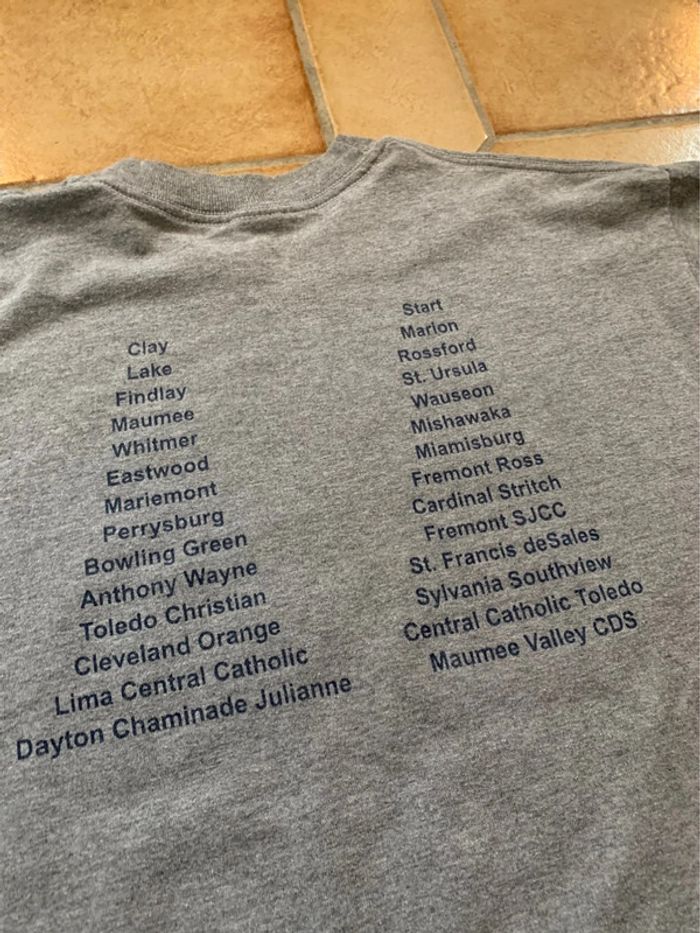 Clay
Lake
Findlay
Maumee
Whitmer
Eastwood
Mariemont
Perrysburg
Bowling Green
Anthony Wayne
Toledo Christian
Cleveland Orange
Lima Central Catholic
Dayton Chaminade Julianne
Start
Marion
Rossford
St. Ursula
Wauseon
Mishawaka
Miamisburg
Fremont Ross
Cardinal Stritch
Fremont SJCC
St. Francis deSales
Sylvania Southview
Central Catholic Toledo
Maumee Valley CDS